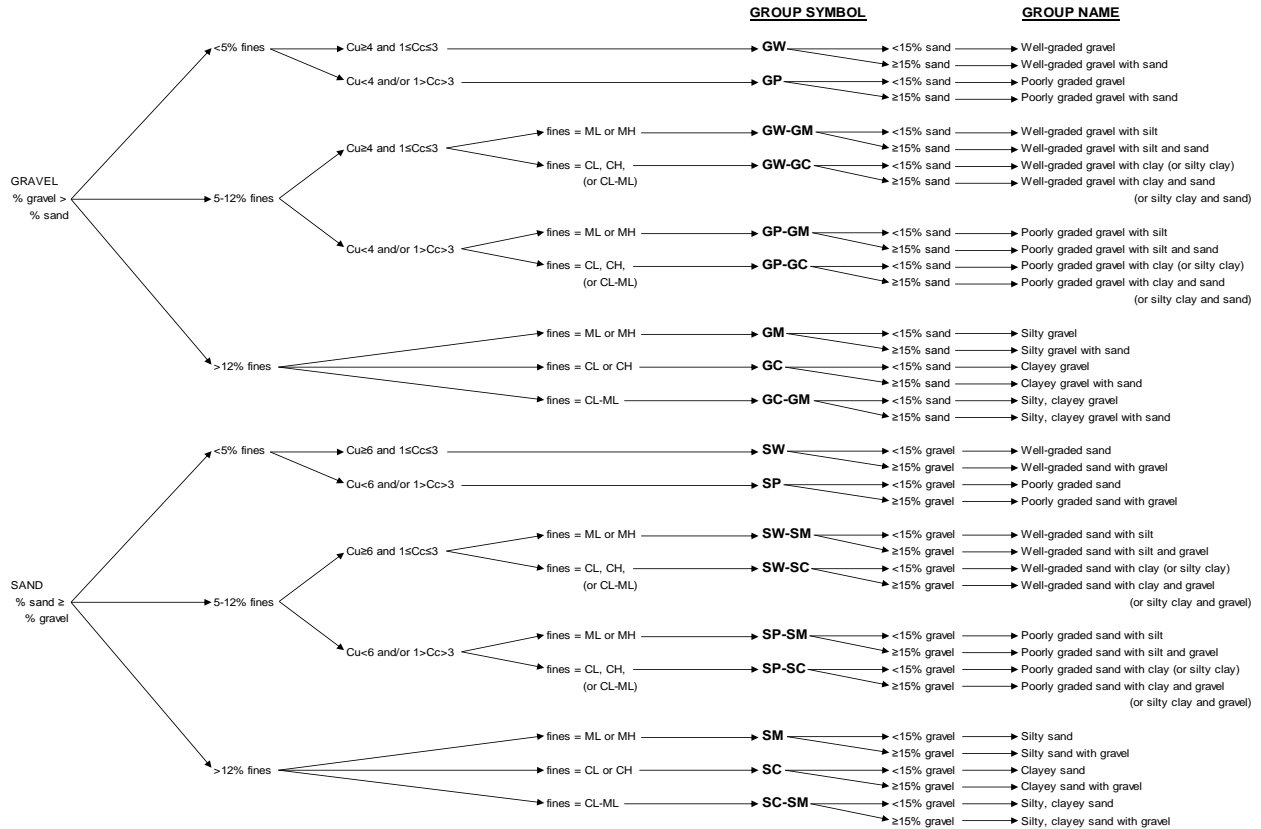 GROUP SYMBOL GROUP NAME
<5% fines Cu≥4 and 1≤Cc≤3 GW <15% sand Well-graded gravel
≥15% sand Well-graded gravel with sand
Cu<4 and/or 1>Cc>3 GP <15% sand Poorly graded gravel
≥15% sand Poorly graded gravel with sand
fines = ML or MH GW-GM <15% sand Well-graded gravel with silt
Cu≥4 and 1≤Cc≤3 ≥15% sand Well-graded gravel with silt and sand
fines = CL, CH, GW-GC <15% sand Well-graded gravel with clay (or silty clay)
GRAVEL (or CL-ML) ≥15% sand Well-graded gravel with clay and sand
% gravel > 5-12% fines (or silty clay and sand)
% sand
fines = ML or MH GP-GM <15% sand Poorly graded gravel with silt
Cu<4 and/or 1>Cc>3 ≥15% sand Poorly graded gravel with silt and sand
fines = CL, CH, GP-GC <15% sand Poorly graded gravel with clay (or silty clay)
(or CL-ML) ≥15% sand Poorly graded gravel with clay and sand
(or silty clay and sand)
fines = ML or MH GM <15% sand Silty gravel
≥15% sand Silty gravel with sand
>12% fines fines = CL or CH GC <15% sand Clayey gravel
≥15% sand Clayey gravel with sand
fines = CL-ML GC-GM <15% sand Silty, clayey gravel
≥15% sand Silty, clayey gravel with sand
<5% fines Cu≥6 and 1≤Cc≤3 SW <15% gravel Well-graded sand
≥15% gravel Well-graded sand with gravel
Cu<6 and/or 1>Cc>3 SP <15% gravel Poorly graded sand
≥15% gravel Poorly graded sand with gravel
fines = ML or MH SW-SM <15% gravel Well-graded sand with silt
Cu≥6 and 1≤Cc≤3 ≥15% gravel Well-graded sand with silt and gravel
fines = CL, CH, SW-SC <15% gravel Well-graded sand with clay (or silty clay)
SAND (or CL-ML) ≥15% gravel Well-graded sand with clay and gravel
% sand ≥ 5-12% fines (or silty clay and gravel)
% gravel
fines = ML or MH SP-SM <15% gravel Poorly graded sand with silt
Cu<6 and/or 1>Cc>3 ≥15% gravel Poorly graded sand with silt and gravel
fines = CL, CH, SP-SC <15% gravel Poorly graded sand with clay (or silty clay)
(or CL-ML) ≥15% gravel Poorly graded sand with clay and gravel
(or silty clay and gravel)
fines = ML or MH SM <15% gravel Silty sand
≥15% gravel Silty sand with gravel
>12% fines fines = CL or CH SC <15% gravel Clayey sand
≥15% gravel Clayey sand with gravel
fines = CL-ML SC-SM <15% gravel Silty, clayey sand
≥15% gravel Silty, clayey sand with gravel